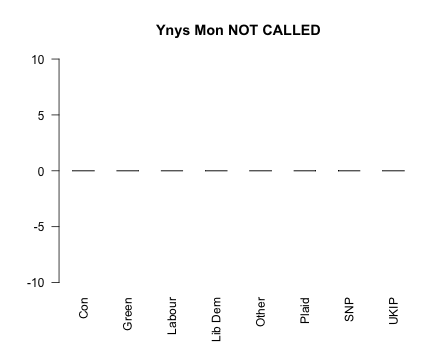 Ynys Mon NOT CALLED
10
5
0
-5
-10
Con
Green
Labour
Lib Dem
Other
Plaid
SNP
UKIP